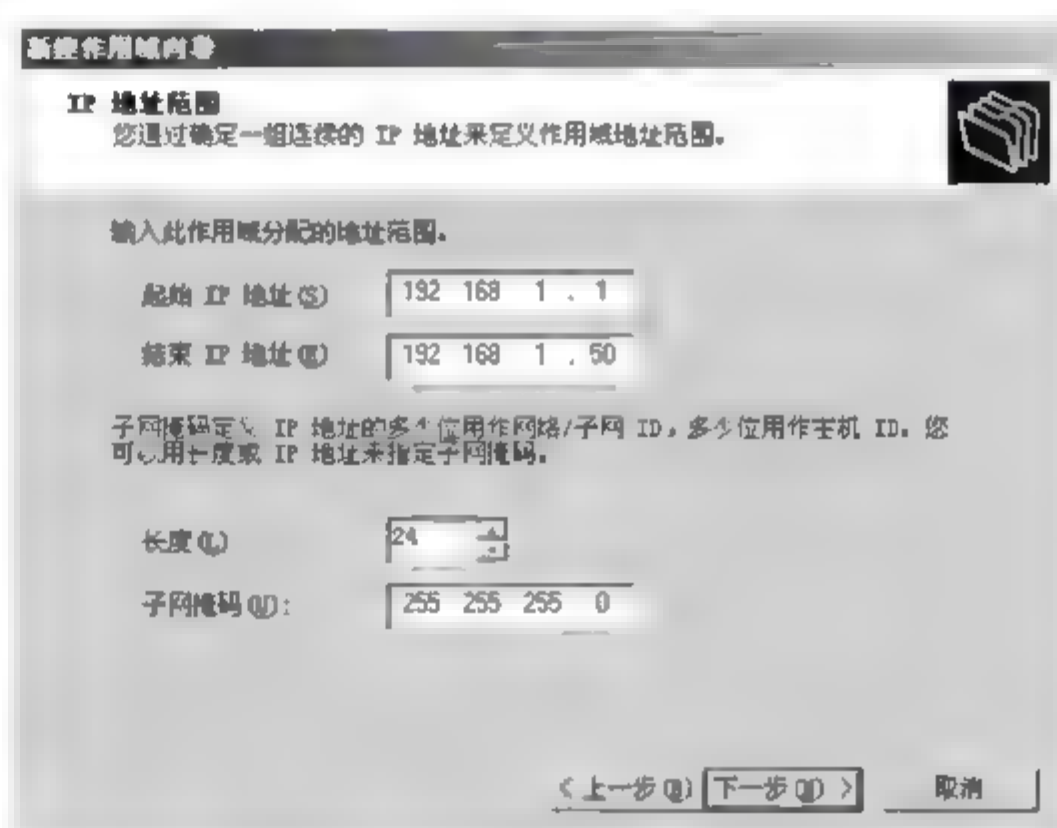 新建作用域向导
IP 地址范围
您通过确定一组连续的 IP 地址来定义作用域地址范围。
输入此作用域分配的地址范围。
起始 IP 地址(S)
192 168 1 . 1
结束 IP 地址(E)
192 168 1 . 50
子网掩码定义 IP 地址的多少位用作网络/子网 ID，多少位用作主机 ID。您
可以用长度或 IP 地址来指定子网掩码。
长度(L)
24
子网掩码(U):
255 255 255 0
< 上一步(B) 下一步(N) > 取消